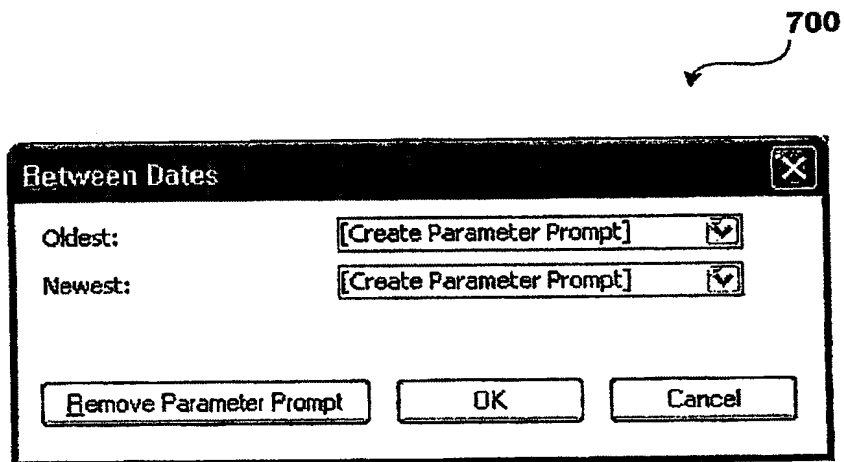 700
Between Dates
Oldest: [Create Parameter Prompt]
Newest: [Create Parameter Prompt]
Remove Parameter Prompt OK Cancel